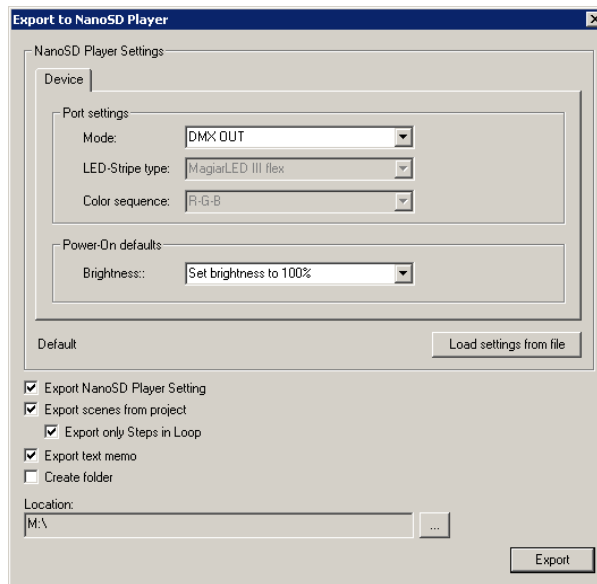 Export to NanoSD Player
NanoSD Player Settings
Device
Port settings
Mode: DMX OUT
LED-Stripe type: MagiarLED III flex
Color sequence: R-G-B
Power-On defaults
Brightness:: Set brightness to 100%
Default Load settings from file
Export NanoSD Player Setting
Export scenes from project
Export only Steps in Loop
Export text memo
Create folder
Location:
M:\ ...
Export